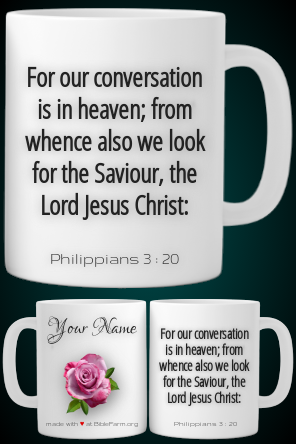 For our conversation
is in heaven; from
whence also we look
for the Saviour, the
Lord Jesus Christ:
Philippians 3 : 20
Your Name
made with ♥ at BibleFarm.org
For our conversation
is in heaven; from
whence also we look
for the Saviour, the
Lord Jesus Christ:
Philippians 3 : 20